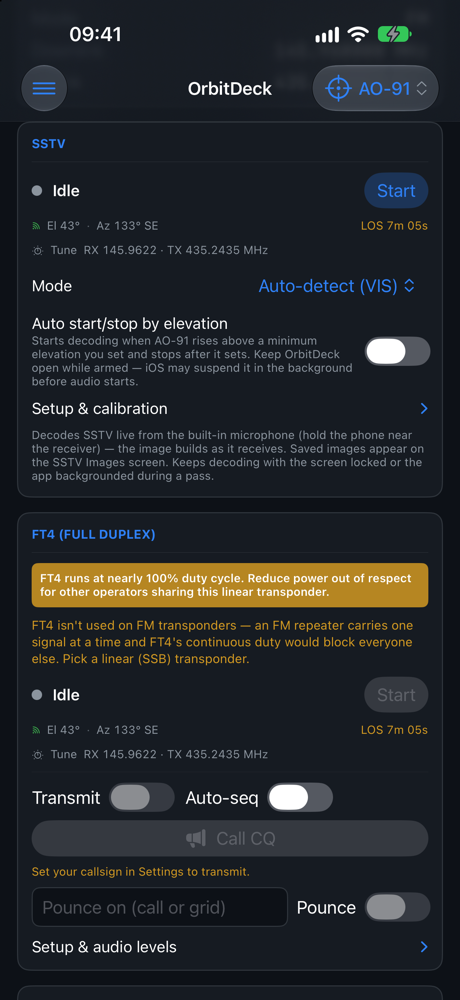 09:41
OrbitDeck
AO-91
SSTV
Idle
Start
El 43° · Az 133° SE
LOS 7m 05s
Tune RX 145.9622 · TX 435.2435 MHz
Mode
Auto-detect (VIS)
Auto start/stop by elevation
Starts decoding when AO-91 rises above a minimum
elevation you set and stops after it sets. Keep OrbitDeck
open while armed — iOS may suspend it in the background
before audio starts.
Setup & calibration
Decodes SSTV live from the built-in microphone (hold the phone near
the receiver) — the image builds as it receives. Saved images appear on
the SSTV Images screen. Keeps decoding with the screen locked or the
app backgrounded during a pass.
FT4 (FULL DUPLEX)
FT4 runs at nearly 100% duty cycle. Reduce power out of respect
for other operators sharing this linear transponder.
FT4 isn't used on FM transponders — an FM repeater carries one
signal at a time and FT4's continuous duty would block everyone
else. Pick a linear (SSB) transponder.
Idle
Start
El 43° · Az 133° SE
LOS 7m 05s
Tune RX 145.9622 · TX 435.2435 MHz
Transmit
Auto-seq
Call CQ
Set your callsign in Settings to transmit.
Pounce on (call or grid)
Pounce
Setup & audio levels